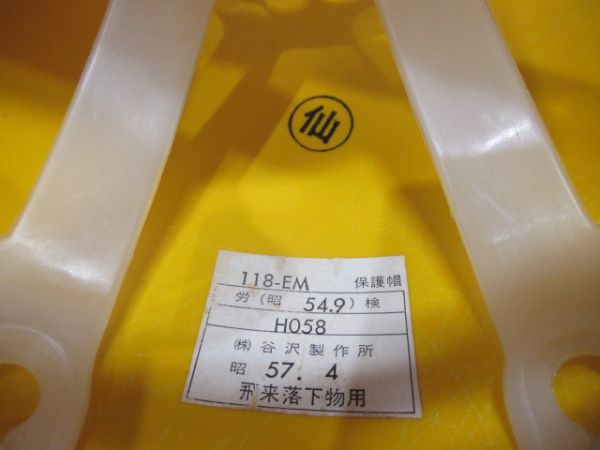 仙
118-EM 保護帽
労(昭 54.9)検
H058
㈱谷沢製作所
昭 57. 4
飛来落下物用